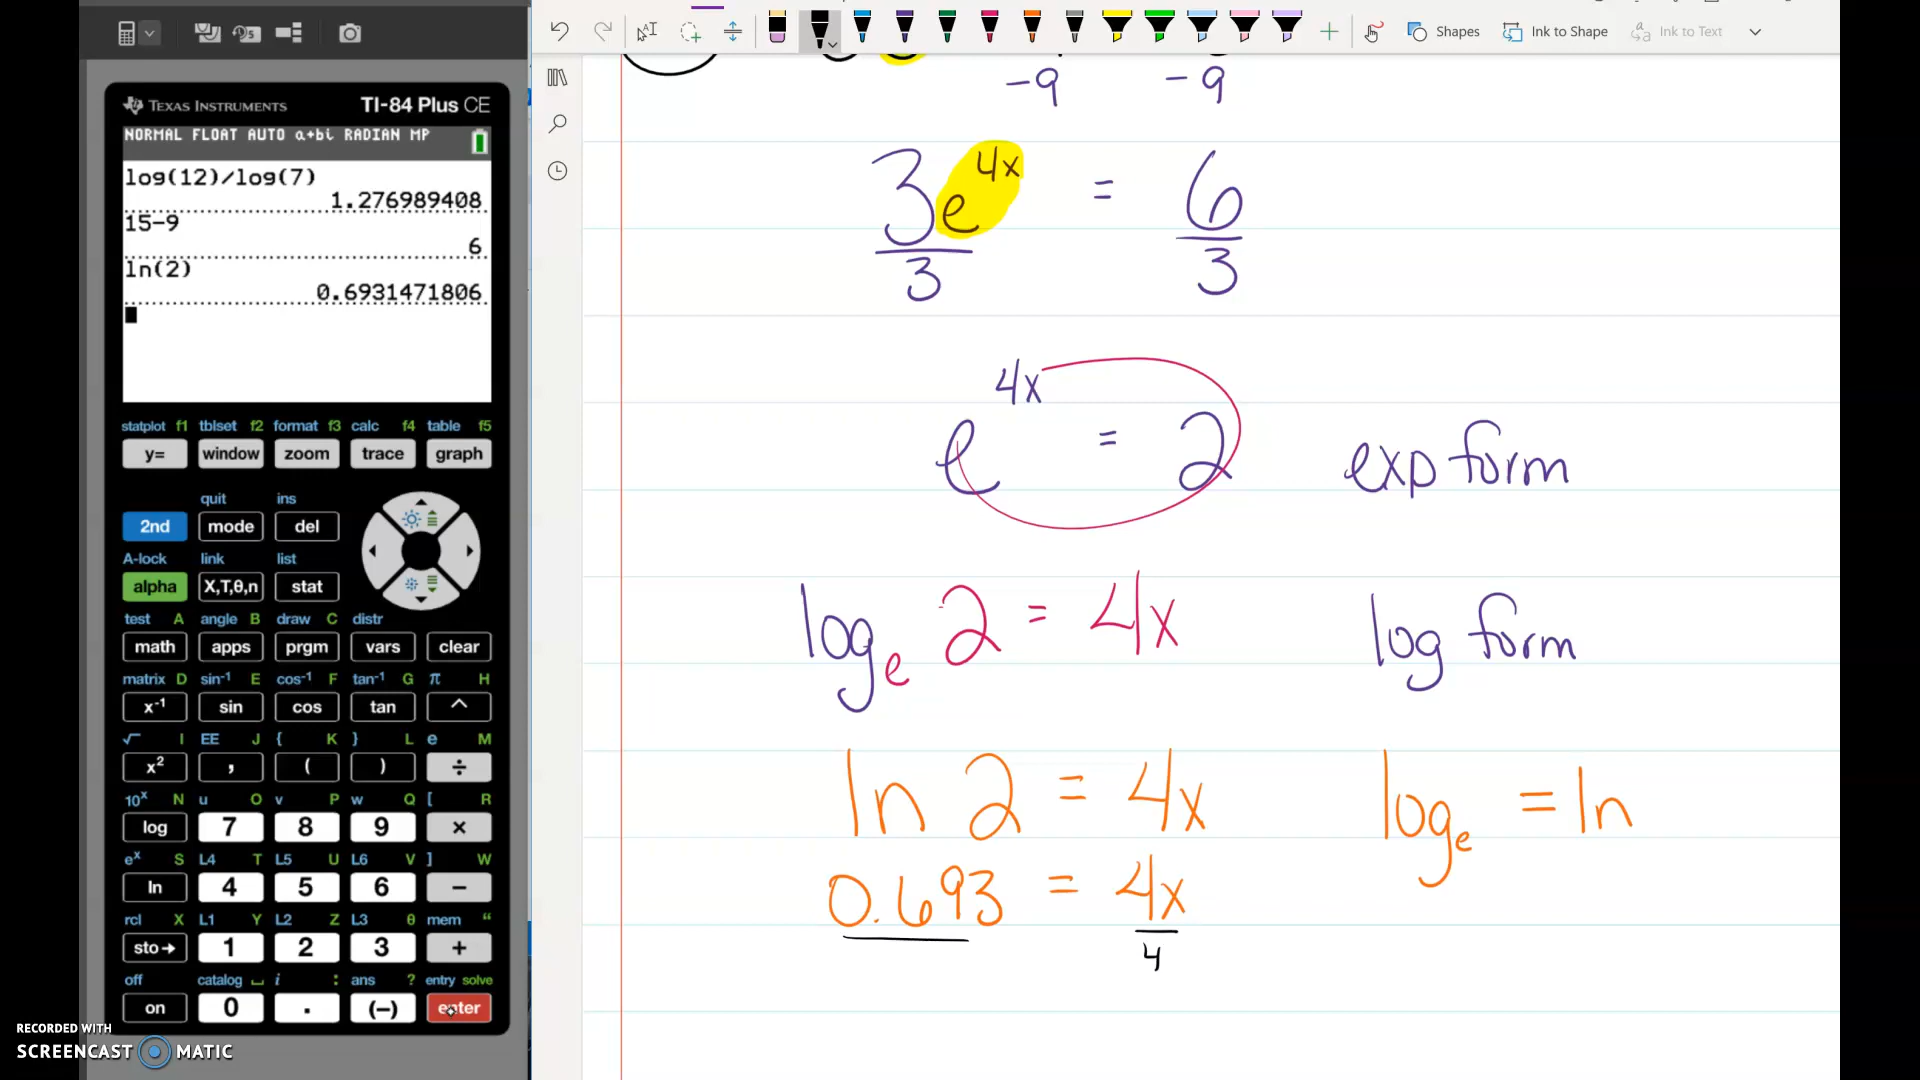 Shapes
Ink to Shape
Ink to Text
TEXAS INSTRUMENTS TI-84 Plus CE
NORMAL FLOAT AUTO a+bi RADIAN MP
log(12)/log(7)
1.276989408
15-9
6
ln(2)
0.6931471806
statplot f1 tblset f2 format f3 calc f4 table f5
y= window zoom trace graph
quit ins
2nd mode del
A-lock link list
alpha X,T,θ,n stat
test A angle B draw C distr
math apps prgm vars clear
matrix D sin⁻¹ E cos⁻¹ F tan⁻¹ G π H
x⁻¹ sin cos tan ^
√ I EE J { K } L e M
x² , ( ) ÷
10ˣ N u O v P w Q [ R
log 7 8 9 ×
eˣ S L4 T L5 U L6 V ] W
ln 4 5 6 −
rcl X L1 Y L2 Z L3 θ mem “
sto→ 1 2 3 +
off catalog ⎵ i : ans ? entry solve
on 0 . (−) enter
RECORDED WITH
SCREENCAST MATIC
-9 -9
3e^4x = 6
3 3
e^4x = 2 exp form
logₑ 2 = 4x log form
ln 2 = 4x logₑ = ln
0.693 = 4x
4